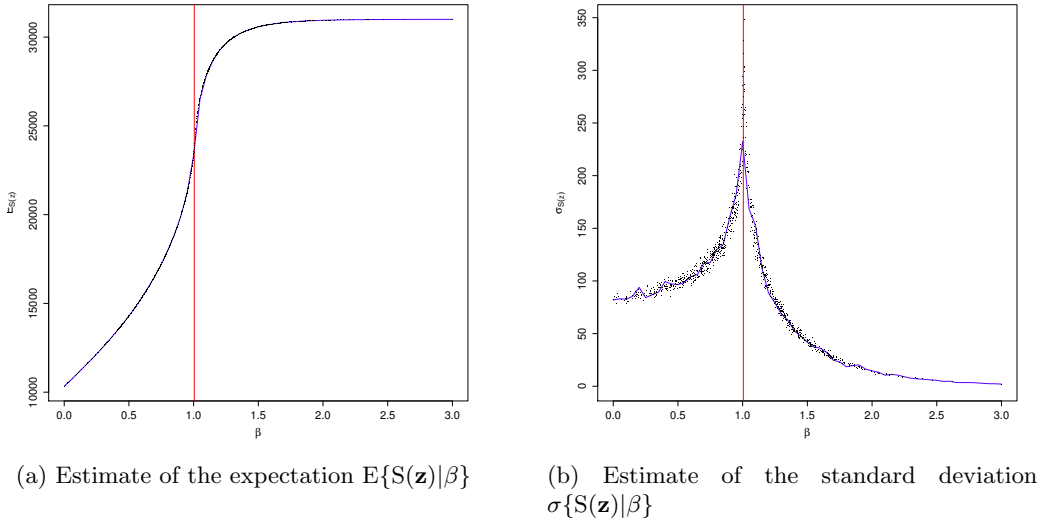 30000
25000
20000
15000
10000
E_{S(z)}
0.0 0.5 1.0 1.5 2.0 2.5 3.0
β
350
300
250
200
150
100
50
0
σ_{S(z)}
0.0 0.5 1.0 1.5 2.0 2.5 3.0
β
(a) Estimate of the expectation E{S(z)|β}
(b) Estimate of the standard deviation
σ{S(z)|β}